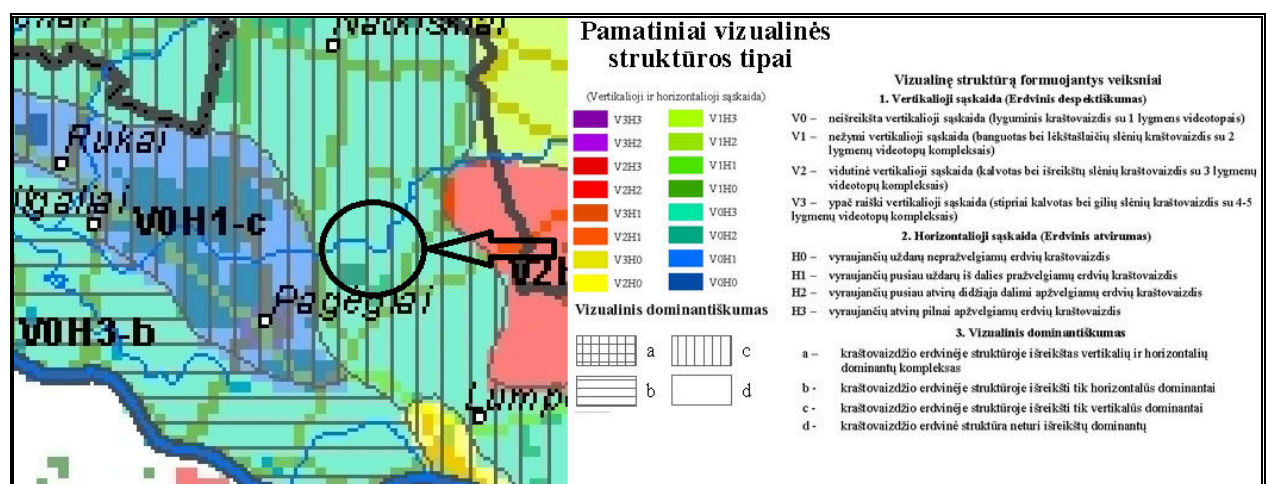 Rukai
V0H1-c
Pagėgiai
V0H3-b
Pamatiniai vizualinės
struktūros tipai
(Vertikalioji ir horizontalioji sąskaida)
V3H3 V1H3
V3H2 V1H2
V2H3 V1H1
V2H2 V1H0
V3H1 V0H3
V2H1 V0H2
V3H0 V0H1
V2H0 V0H0
Vizualinis dominantiškumas
a c
b d
Vizualinę struktūrą formuojantys veiksniai
1. Vertikalioji sąskaida (Erdvinis despektiškumas)
V0 – neišreikšta vertikalioji sąskaida (lyguminis kraštovaizdis su 1 lygmens videotopais)
V1 – nežymi vertikalioji sąskaida (banguotas bei lėkštašlaičių slėnių kraštovaizdis su 2
lygmenų videotopų kompleksais)
V2 – vidutinė vertikalioji sąskaida (kalvotas bei išreikštų slėnių kraštovaizdis su 3 lygmenų
videotopų kompleksais)
V3 – ypač raiški vertikalioji sąskaida (stipriai kalvotas bei gilių slėnių kraštovaizdis su 4-5
lygmenų videotopų kompleksais)
2. Horizontalioji sąskaida (Erdvinis atvirumas)
H0 – vyraujančių uždarų nepražvelgiamų erdvių kraštovaizdis
H1 – vyraujančių pusiau uždarų iš dalies pražvelgiamų erdvių kraštovaizdis
H2 – vyraujančių pusiau atvirų didžiąja dalimi apžvelgiamų erdvių kraštovaizdis
H3 – vyraujančių atvirų pilnai apžvelgiamų erdvių kraštovaizdis
3. Vizualinis dominantiškumas
a – kraštovaizdžio erdvinėje struktūroje išreikštas vertikalių ir horizontalių
dominantų kompleksas
b - kraštovaizdžio erdvinėje struktūroje išreikšti tik horizontalūs dominantai
c - kraštovaizdžio erdvinėje struktūroje išreikšti tik vertikalūs dominantai
d - kraštovaizdžio erdvinė struktūra neturi išreikštų dominantų